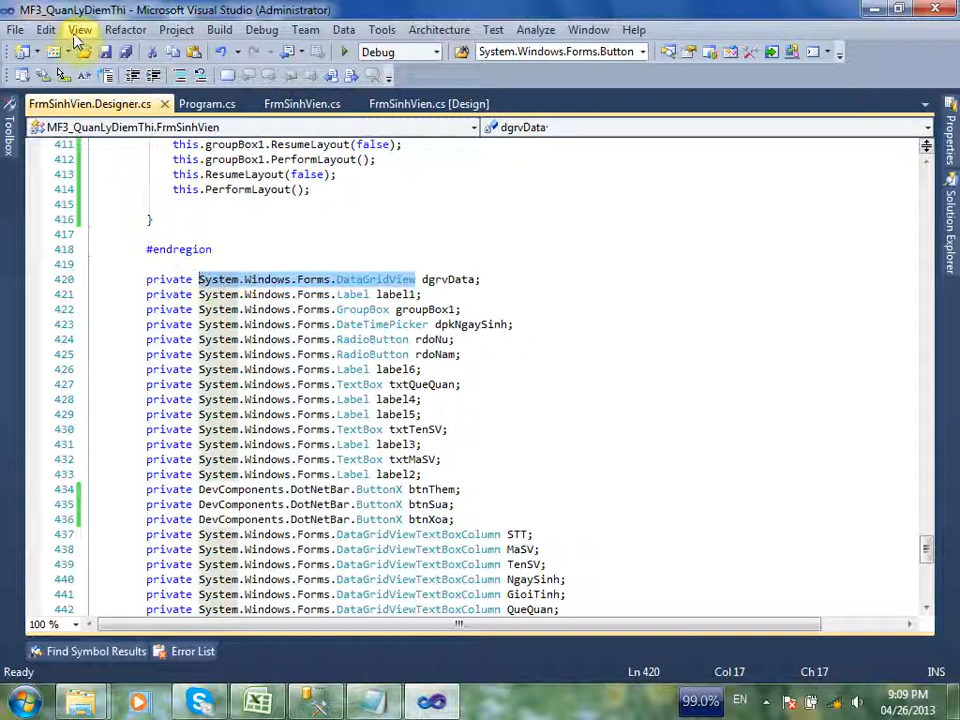 MF3_QuanLyDiemThi - Microsoft Visual Studio (Administrator)
File Edit View Refactor Project Build Debug Team Data Tools Architecture Test Analyze Window Help
Debug System.Windows.Forms.Button
FrmSinhVien.Designer.cs Program.cs FrmSinhVien.cs FrmSinhVien.cs [Design]
MF3_QuanLyDiemThi.FrmSinhVien dgrvData
Toolbox
Properties
Solution Explorer
411 this.groupBox1.ResumeLayout(false);
412 this.groupBox1.PerformLayout();
413 this.ResumeLayout(false);
414 this.PerformLayout();
415
416 }
417
418 #endregion
419
420 private System.Windows.Forms.DataGridView dgrvData;
421 private System.Windows.Forms.Label label1;
422 private System.Windows.Forms.GroupBox groupBox1;
423 private System.Windows.Forms.DateTimePicker dpkNgaySinh;
424 private System.Windows.Forms.RadioButton rdoNu;
425 private System.Windows.Forms.RadioButton rdoNam;
426 private System.Windows.Forms.Label label6;
427 private System.Windows.Forms.TextBox txtQueQuan;
428 private System.Windows.Forms.Label label4;
429 private System.Windows.Forms.Label label5;
430 private System.Windows.Forms.TextBox txtTenSV;
431 private System.Windows.Forms.Label label3;
432 private System.Windows.Forms.TextBox txtMaSV;
433 private System.Windows.Forms.Label label2;
434 private DevComponents.DotNetBar.ButtonX btnThem;
435 private DevComponents.DotNetBar.ButtonX btnSua;
436 private DevComponents.DotNetBar.ButtonX btnXoa;
437 private System.Windows.Forms.DataGridViewTextBoxColumn STT;
438 private System.Windows.Forms.DataGridViewTextBoxColumn MaSV;
439 private System.Windows.Forms.DataGridViewTextBoxColumn TenSV;
440 private System.Windows.Forms.DataGridViewTextBoxColumn NgaySinh;
441 private System.Windows.Forms.DataGridViewTextBoxColumn GioiTinh;
442 private System.Windows.Forms.DataGridViewTextBoxColumn QueQuan;
100 %
Find Symbol Results Error List
Ready Ln 420 Col 17 Ch 17 INS
99.0% EN 9:09 PM
04/26/2013